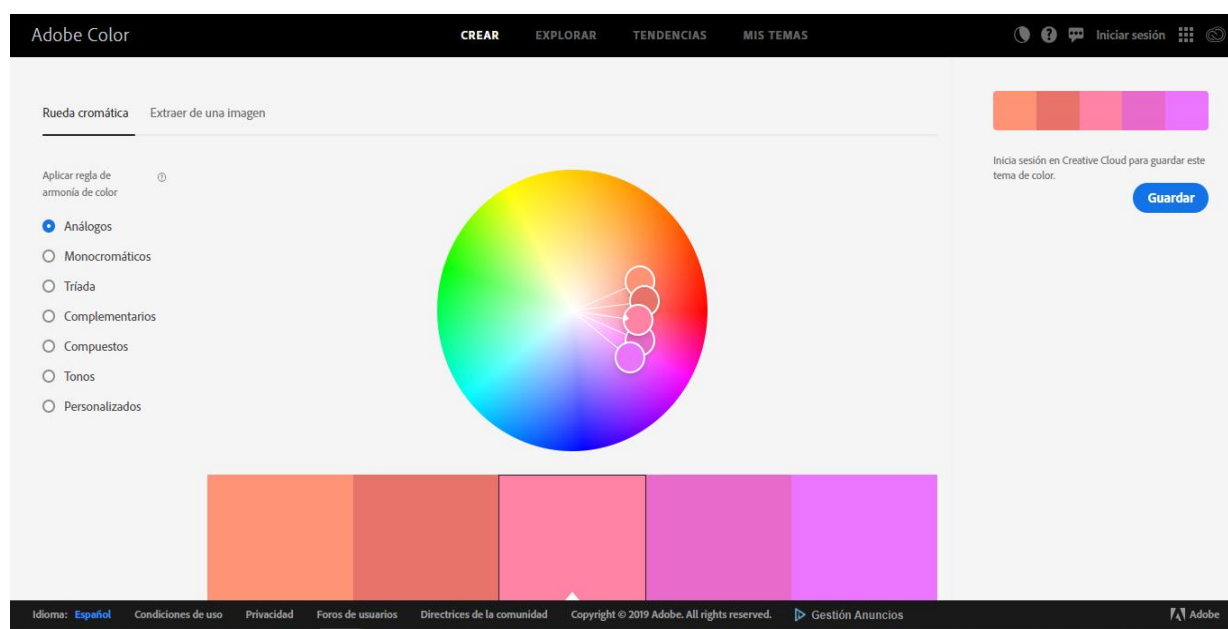 Adobe Color
CREAR EXPLORAR TENDENCIAS MIS TEMAS
Iniciar sesión
Rueda cromática Extraer de una imagen
Aplicar regla de
armonía de color
Análogos
Monocromáticos
Tríada
Complementarios
Compuestos
Tonos
Personalizados
Inicia sesión en Creative Cloud para guardar este
tema de color.
Guardar
Idioma: Español Condiciones de uso Privacidad Foros de usuarios Directrices de la comunidad Copyright © 2019 Adobe. All rights reserved. Gestión Anuncios Adobe